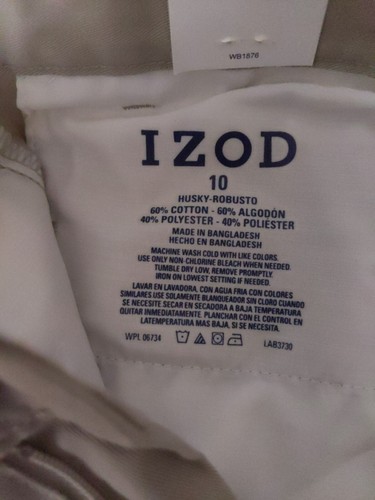 WB1876
IZOD
10
HUSKY-ROBUSTO
60% COTTON - 60% ALGODÓN
40% POLYESTER - 40% POLIÉSTER
MADE IN BANGLADESH
HECHO EN BANGLADESH
MACHINE WASH COLD WITH LIKE COLORS.
USE ONLY NON-CHLORINE BLEACH WHEN NEEDED.
TUMBLE DRY LOW. REMOVE PROMPTLY.
IRON ON LOWEST SETTING IF NEEDED.
LAVAR EN LAVADORA, CON AGUA FRIA CON COLORES
SIMILARES USE SOLAMENTE BLANQUEADOR SIN CLORO CUANDO
SE NECESITE SECAR EN SECADORA A BAJA TEMPERATURA
QUITAR INMEDIATAMENTE. PLANCHAR CON EL CONTROL EN
LATEMPERATURA MAS BAJA, SI SE NECESITA.
WPL 06734
LAB3730